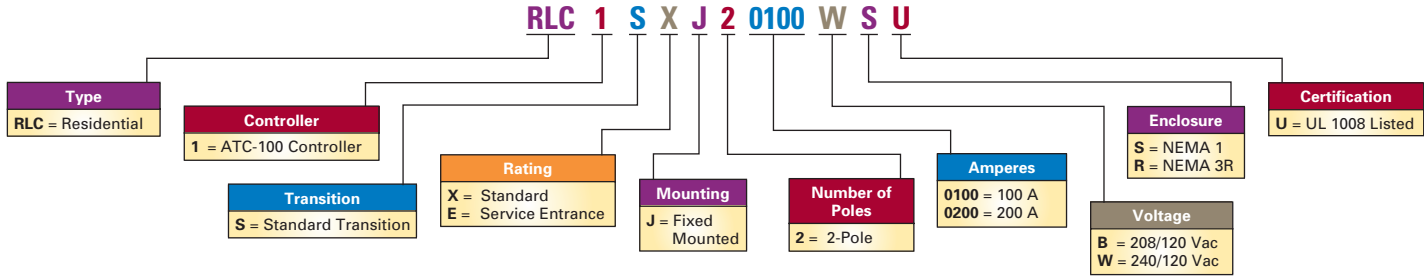 RLC 1 S X J 2 0100 W S U
Type
RLC = Residential
Controller
1 = ATC-100 Controller
Transition
S = Standard Transition
Rating
X = Standard
E = Service Entrance
Mounting
J = Fixed
Mounted
Number of
Poles
2 = 2-Pole
Amperes
0100 = 100 A
0200 = 200 A
Voltage
B = 208/120 Vac
W = 240/120 Vac
Enclosure
S = NEMA 1
R = NEMA 3R
Certification
U = UL 1008 Listed